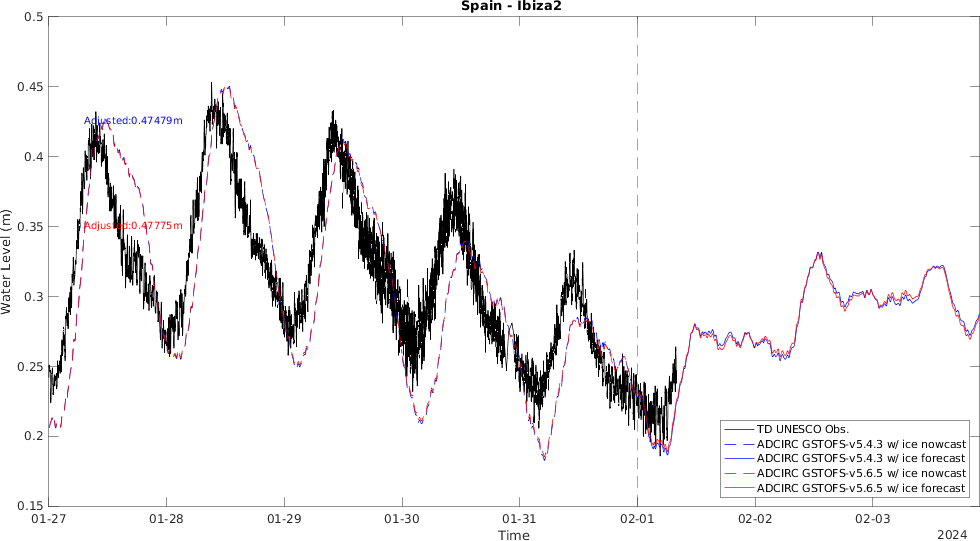 Spain - Ibiza2
0.5
0.45
0.4
0.35
0.3
0.25
0.2
0.15
Water Level (m)
Adjusted:0.47479m
Adjusted:0.47775m
TD UNESCO Obs.
ADCIRC GSTOFS-v5.4.3 w/ ice nowcast
ADCIRC GSTOFS-v5.4.3 w/ ice forecast
ADCIRC GSTOFS-v5.6.5 w/ ice nowcast
ADCIRC GSTOFS-v5.6.5 w/ ice forecast
01-27 01-28 01-29 01-30 01-31 02-01 02-02 02-03
Time
2024